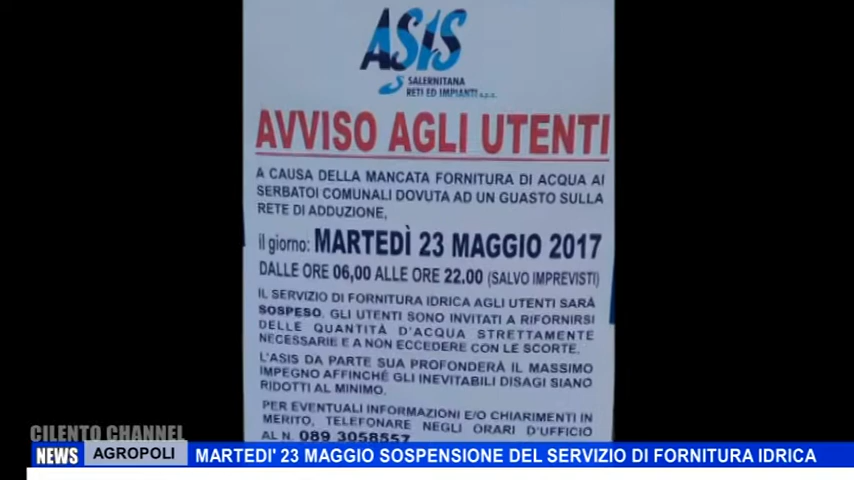 ASIS
SALERNITANA
RETI ED IMPIANTI s.p.a.
AVVISO AGLI UTENTI
A CAUSA DELLA MANCATA FORNITURA DI ACQUA AI
SERBATOI COMUNALI DOVUTA AD UN GUASTO SULLA
RETE DI ADDUZIONE,
il giorno: MARTEDÌ 23 MAGGIO 2017
DALLE ORE 06,00 ALLE ORE 22.00 (SALVO IMPREVISTI)
IL SERVIZIO DI FORNITURA IDRICA AGLI UTENTI SARÀ
SOSPESO. GLI UTENTI SONO INVITATI A RIFORNIRSI
DELLE QUANTITÀ D'ACQUA STRETTAMENTE
NECESSARIE E A NON ECCEDERE CON LE SCORTE.
L'ASIS DA PARTE SUA PROFONDERÀ IL MASSIMO
IMPEGNO AFFINCHÉ GLI INEVITABILI DISAGI SIANO
RIDOTTI AL MINIMO.
PER EVENTUALI INFORMAZIONI E/O CHIARIMENTI IN
MERITO, TELEFONARE NEGLI ORARI D'UFFICIO
AL N. 089 3058557
CILENTO CHANNEL
NEWS AGROPOLI MARTEDI' 23 MAGGIO SOSPENSIONE DEL SERVIZIO DI FORNITURA IDRICA